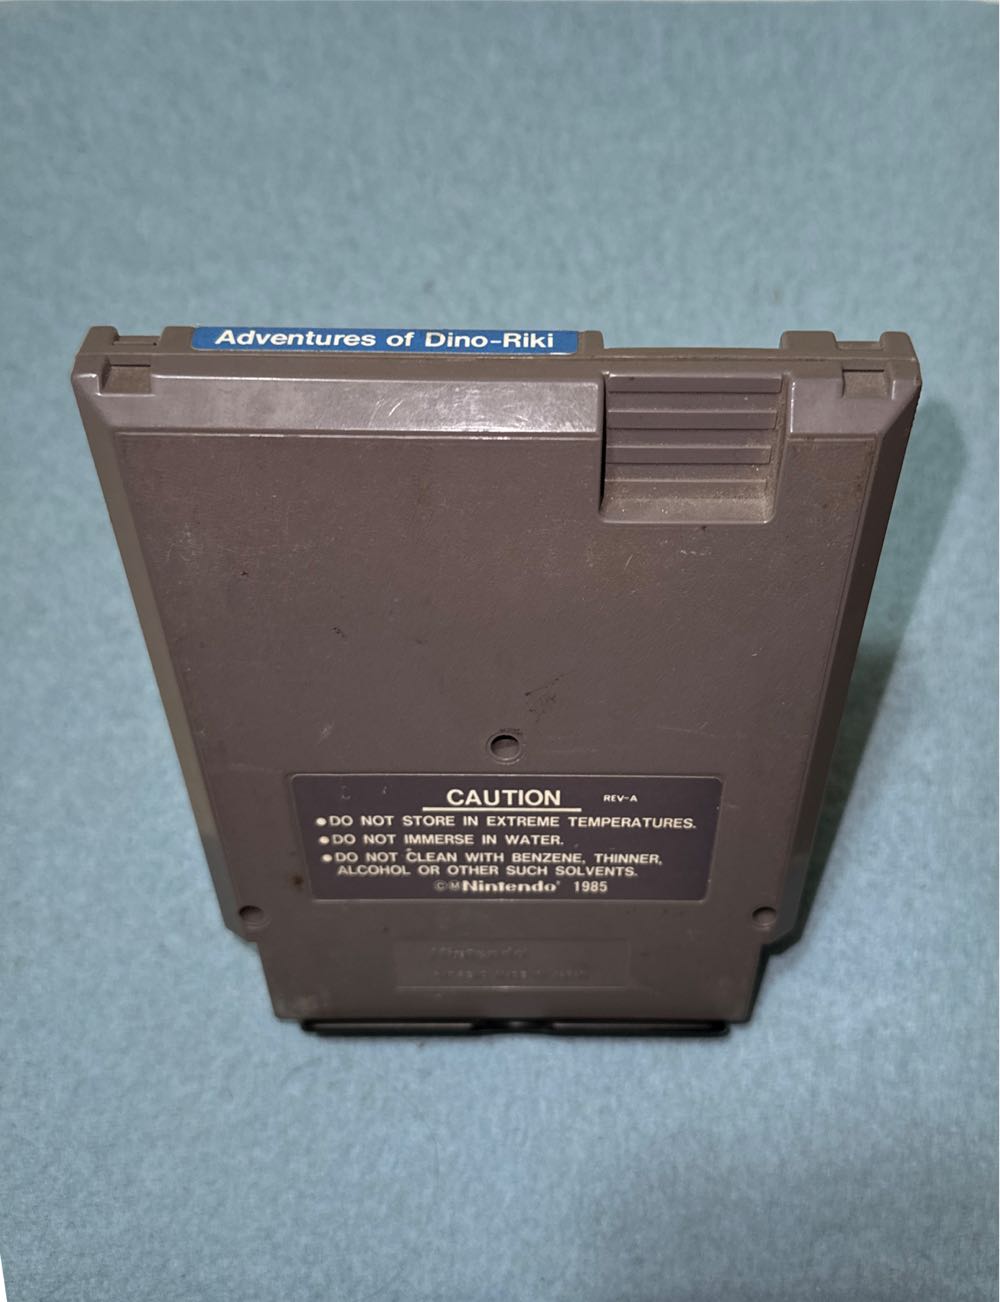 Adventures of Dino-Riki
CAUTION REV-A
●DO NOT STORE IN EXTREME TEMPERATURES.
●DO NOT IMMERSE IN WATER.
●DO NOT CLEAN WITH BENZENE, THINNER,
ALCOHOL OR OTHER SUCH SOLVENTS.
Nintendo® 1985
Nintendo